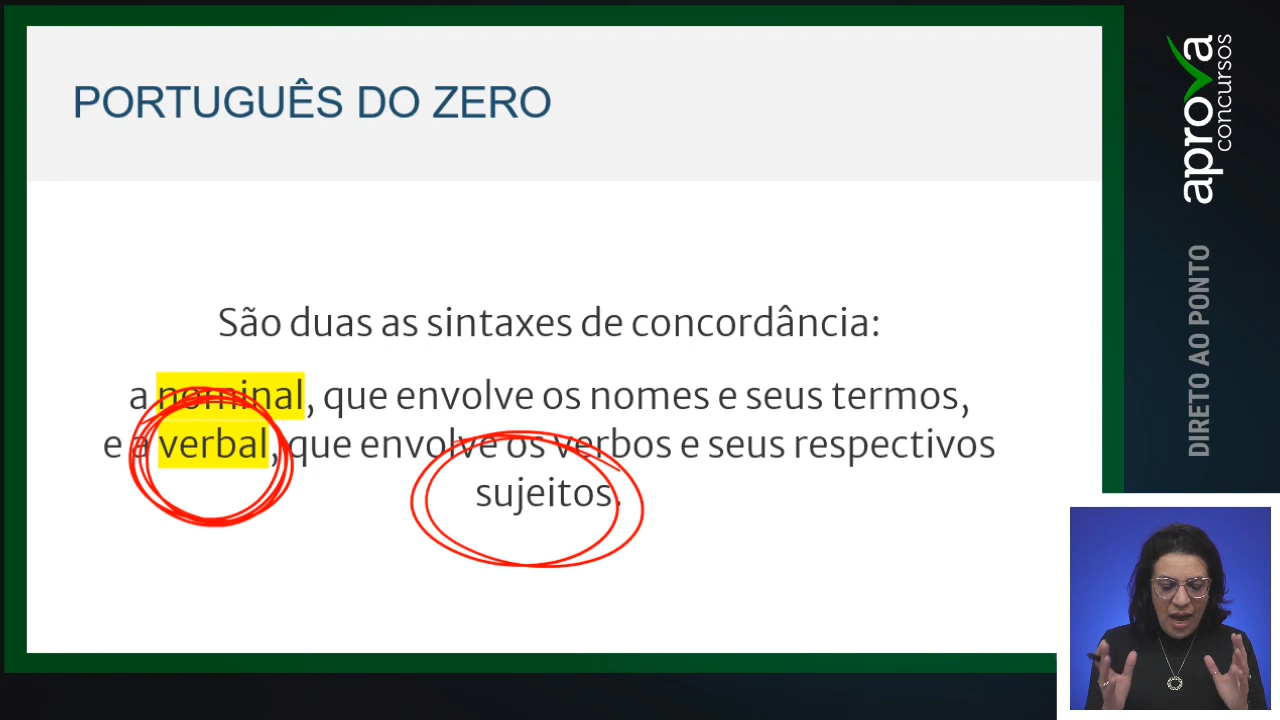 PORTUGUÊS DO ZERO
São duas as sintaxes de concordância:
a nominal, que envolve os nomes e seus termos,
e a verbal, que envolve os verbos e seus respectivos
sujeitos.
aprova
concursos
DIRETO AO PONTO